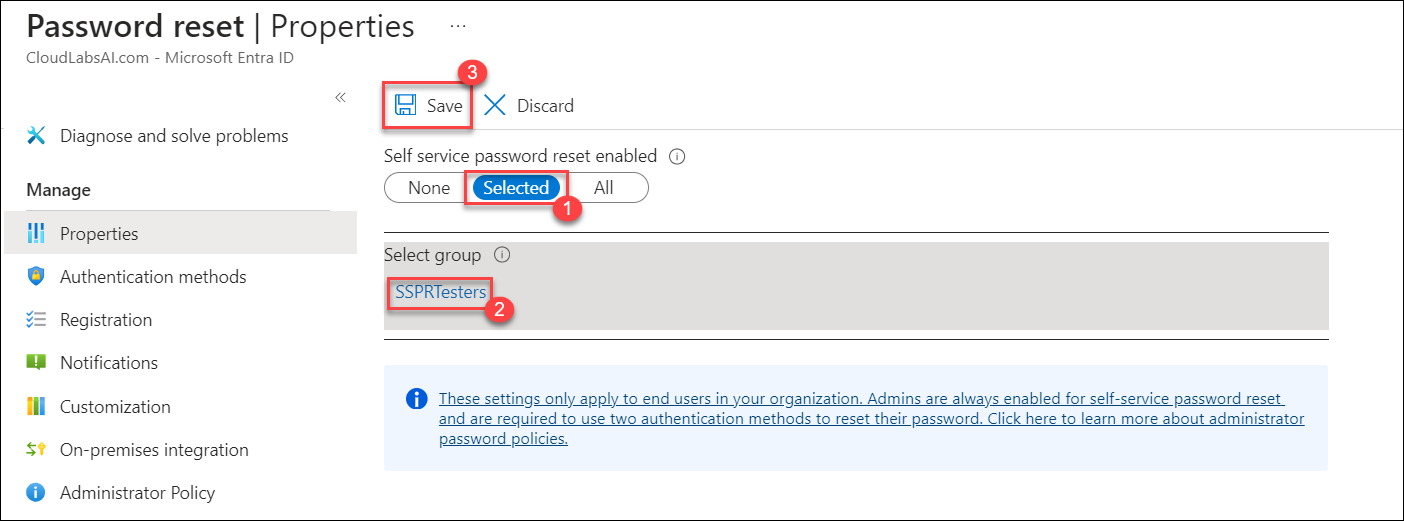 Password reset | Properties ...
CloudLabsAI.com - Microsoft Entra ID
«
Diagnose and solve problems
Manage
Properties
Authentication methods
Registration
Notifications
Customization
On-premises integration
Administrator Policy
3
Save
Discard
Self service password reset enabled
None Selected All
1
Select group
SSPRTesters
2
These settings only apply to end users in your organization. Admins are always enabled for self-service password reset
and are required to use two authentication methods to reset their password. Click here to learn more about administrator
password policies.